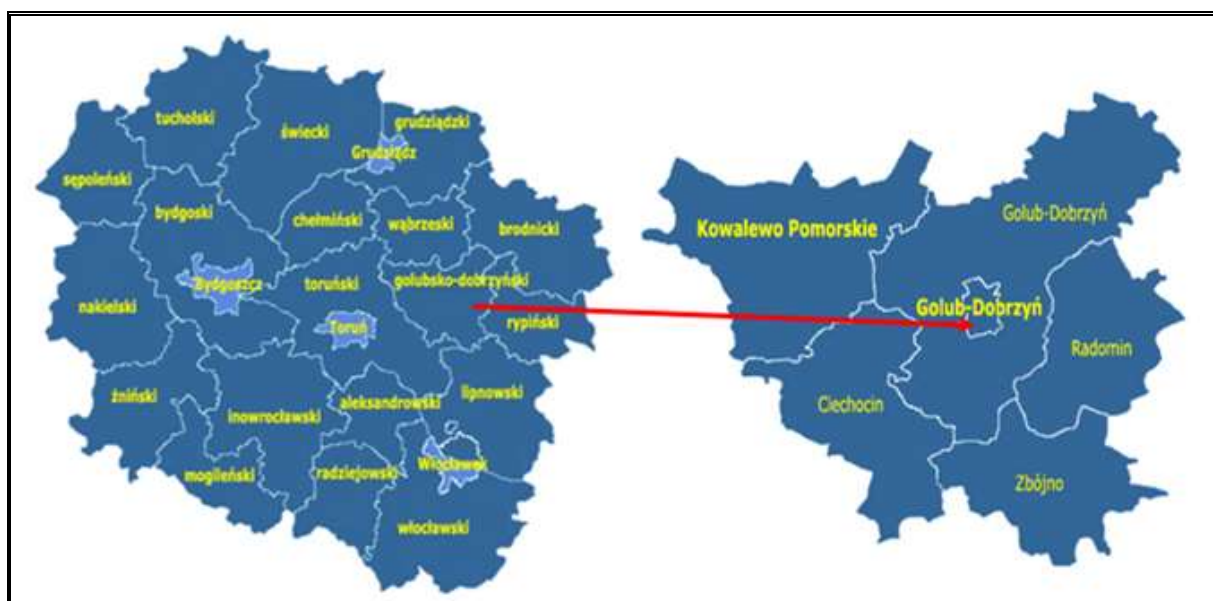 tucholski
świecki
grudziądzki
Grudziądz
sępoleński
bydgoski
chełmiński
wąbrzeski
brodnicki
Bydgoszcz
toruński
golubsko-dobrzyński
nakielski
Toruń
rypiński
żniński
inowrocławski
aleksandrowski
lipnowski
mogileński
radziejowski
Włocławek
włocławski
Kowalewo Pomorskie
Golub-Dobrzyń
Golub-Dobrzyń
Radomin
Ciechocin
Zbójno